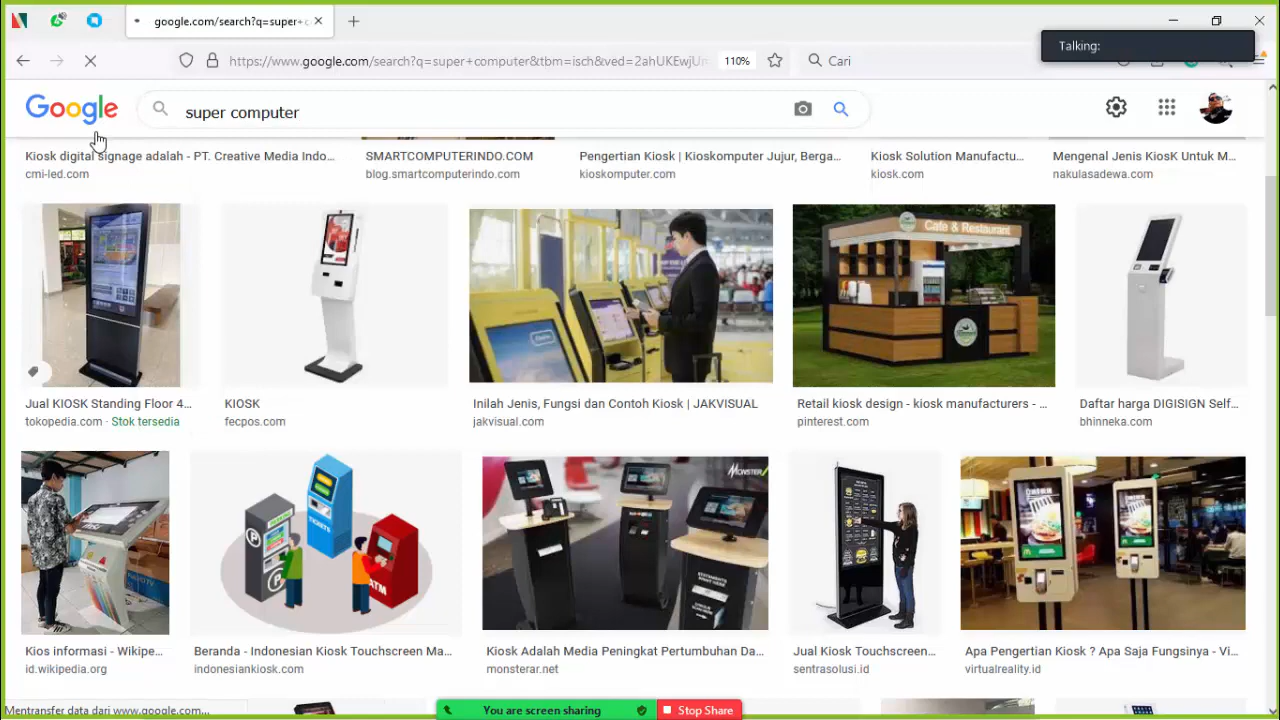 google.com/search?q=super+c
Talking:
https://www.google.com/search?q=super+computer&tbm=isch&ved=2ahUKEwjU
110%
Cari
Google
super computer
Kiosk digital signage adalah - PT. Creative Media Indo...
cmi-led.com
SMARTCOMPUTERINDO.COM
blog.smartcomputerindo.com
Pengertian Kiosk | Kioskomputer Jujur, Berga...
kioskomputer.com
Kiosk Solution Manufactu...
kiosk.com
Mengenal Jenis KiosK Untuk M...
nakulasadewa.com
Cafe & Restaurant
Jual KIOSK Standing Floor 4...
tokopedia.com · Stok tersedia
KIOSK
fecpos.com
Inilah Jenis, Fungsi dan Contoh Kiosk | JAKVISUAL
jakvisual.com
Retail kiosk design - kiosk manufacturers - ...
pinterest.com
Daftar harga DIGISIGN Self...
bhinneka.com
TICKETS
P
P
ATM
MONSTER
Kios informasi - Wikipe...
id.wikipedia.org
Beranda - Indonesian Kiosk Touchscreen Ma...
indonesiankiosk.com
Kiosk Adalah Media Peningkat Pertumbuhan Da...
monsterar.net
Jual Kiosk Touchscreen...
sentrasolusi.id
Apa Pengertian Kiosk ? Apa Saja Fungsinya - Vi...
virtualreality.id
Mentransfer data dari www.google.com...
You are screen sharing
Stop Share